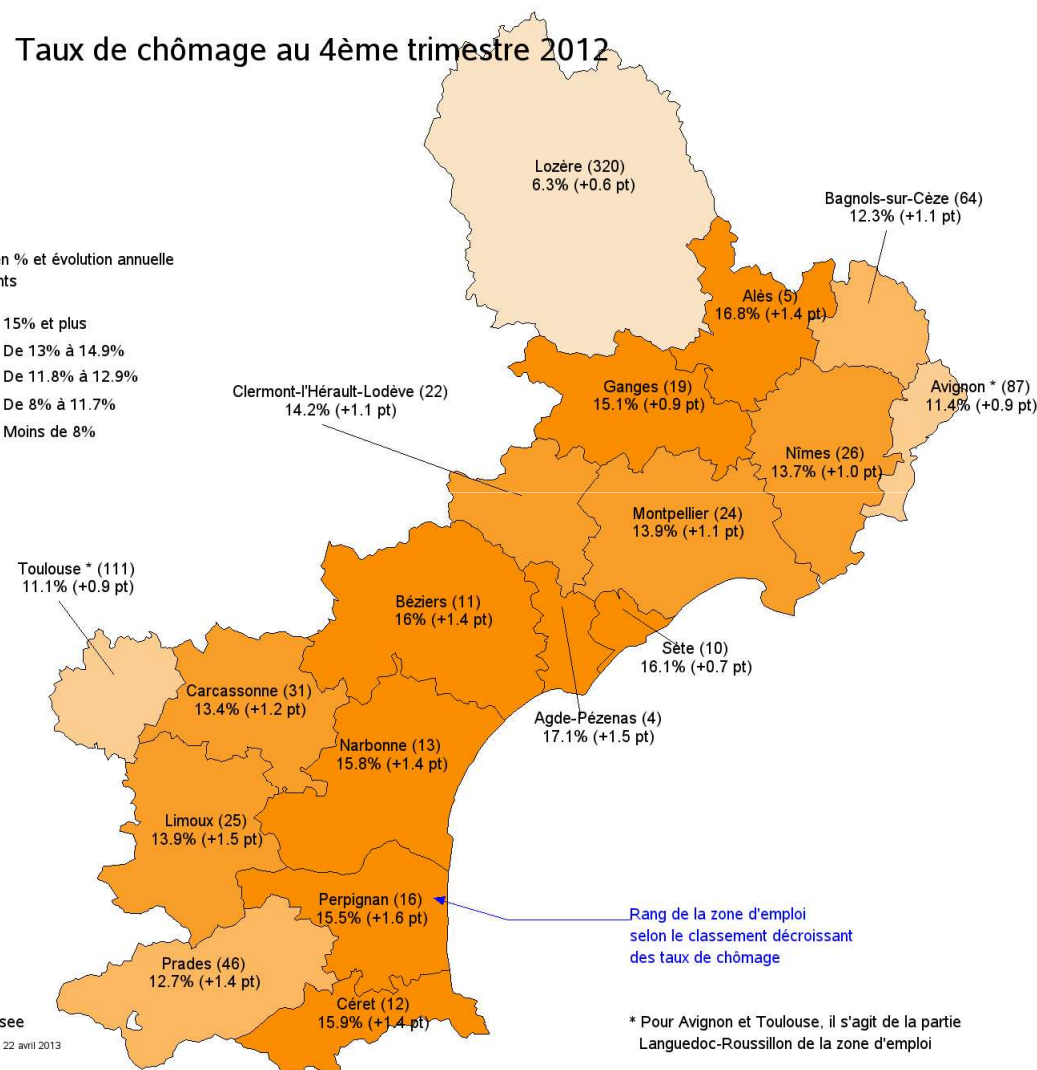 Taux de chômage au 4ème trimestre 2012
Lozère (320)
6.3% (+0.6 pt)
Bagnols-sur-Cèze (64)
12.3% (+1.1 pt)
en % et évolution annuelle
Alès (5)
16.8% (+1.4 pt)
15% et plus
De 13% à 14.9%
De 11.8% à 12.9%
De 8% à 11.7%
Moins de 8%
Clermont-l'Hérault-Lodève (22)
14.2% (+1.1 pt)
Ganges (19)
15.1% (+0.9 pt)
Avignon * (87)
11.4% (+0.9 pt)
Nîmes (26)
13.7% (+1.0 pt)
Montpellier (24)
13.9% (+1.1 pt)
Toulouse * (111)
11.1% (+0.9 pt)
Béziers (11)
16% (+1.4 pt)
Sète (10)
16.1% (+0.7 pt)
Carcassonne (31)
13.4% (+1.2 pt)
Agde-Pézenas (4)
17.1% (+1.5 pt)
Narbonne (13)
15.8% (+1.4 pt)
Limoux (25)
13.9% (+1.5 pt)
Perpignan (16)
15.5% (+1.6 pt)
Rang de la zone d'emploi
selon le classement décroissant
des taux de chômage
Prades (46)
12.7% (+1.4 pt)
Céret (12)
15.9% (+1.4 pt)
see
22 avril 2013
* Pour Avignon et Toulouse, il s'agit de la partie
Languedoc-Roussillon de la zone d'emploi